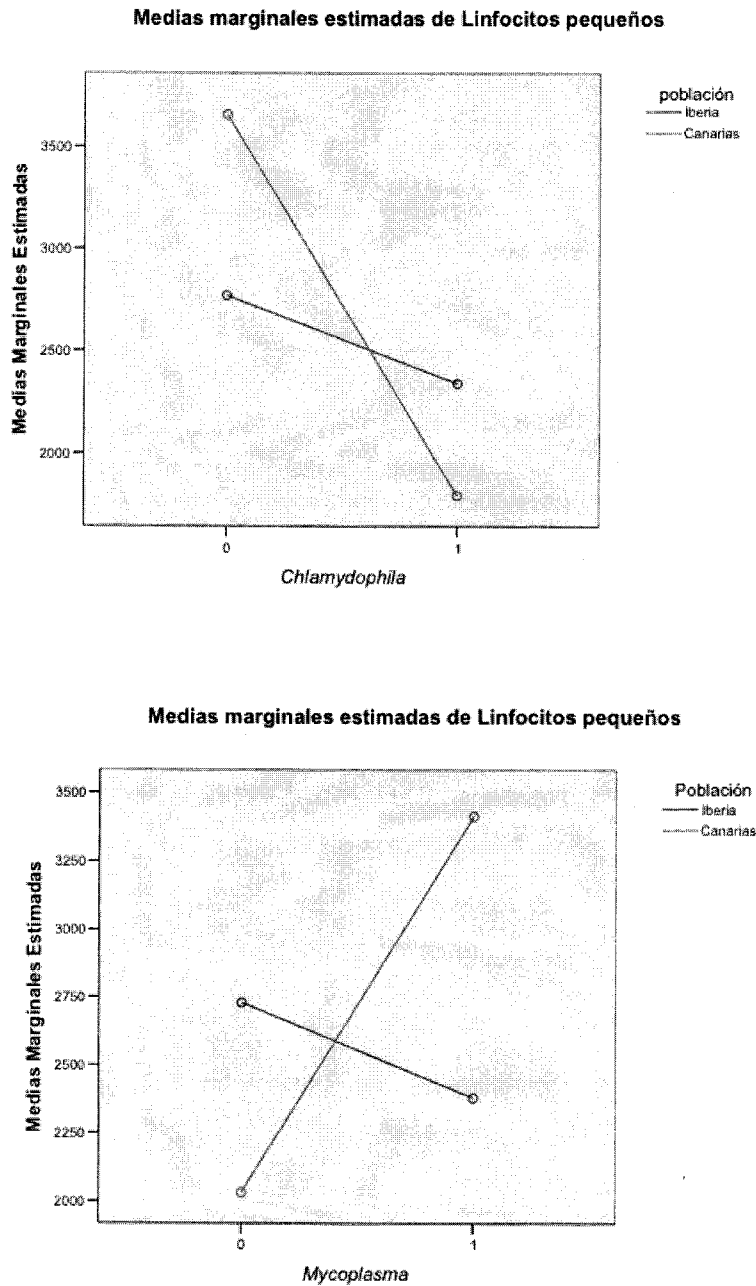 Medias marginales estimadas de Linfocitos pequeños
población
Iberia
Canarias
Medias Marginales Estimadas
3500
3000
2500
2000
0
1
Chlamydophila
Medias marginales estimadas de Linfocitos pequeños
Población
Iberia
Canarias
Medias Marginales Estimadas
3500
3250
3000
2750
2500
2250
2000
0
1
Mycoplasma